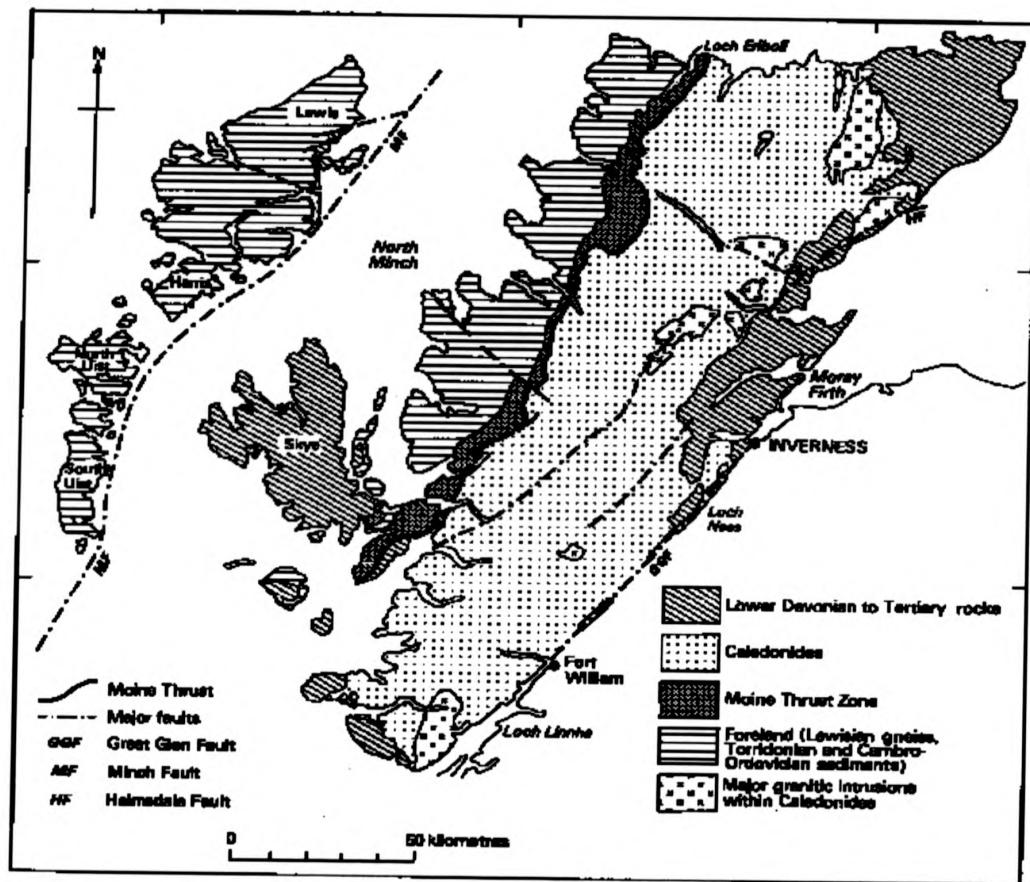 N
Loch Eriboll
Lewis
MF
North
Minch
HF
Harris
North
Uist
Moray
Firth
Skye
INVERNESS
South
Uist
Loch
Ness
MF
GGF
Lower Devonian to Tertiary rocks
Caledonides
Fort
William
Moine Thrust
Moine Thrust Zone
Major faults
Loch Linnhe
GGF Great Glen Fault
Foreland (Lewisian gneiss,
Torridonian and Cambro-
Ordovician sediments)
MF Minch Fault
Major granitic intrusions
within Caledonides
HF Helmsdale Fault
0 50 kilometres